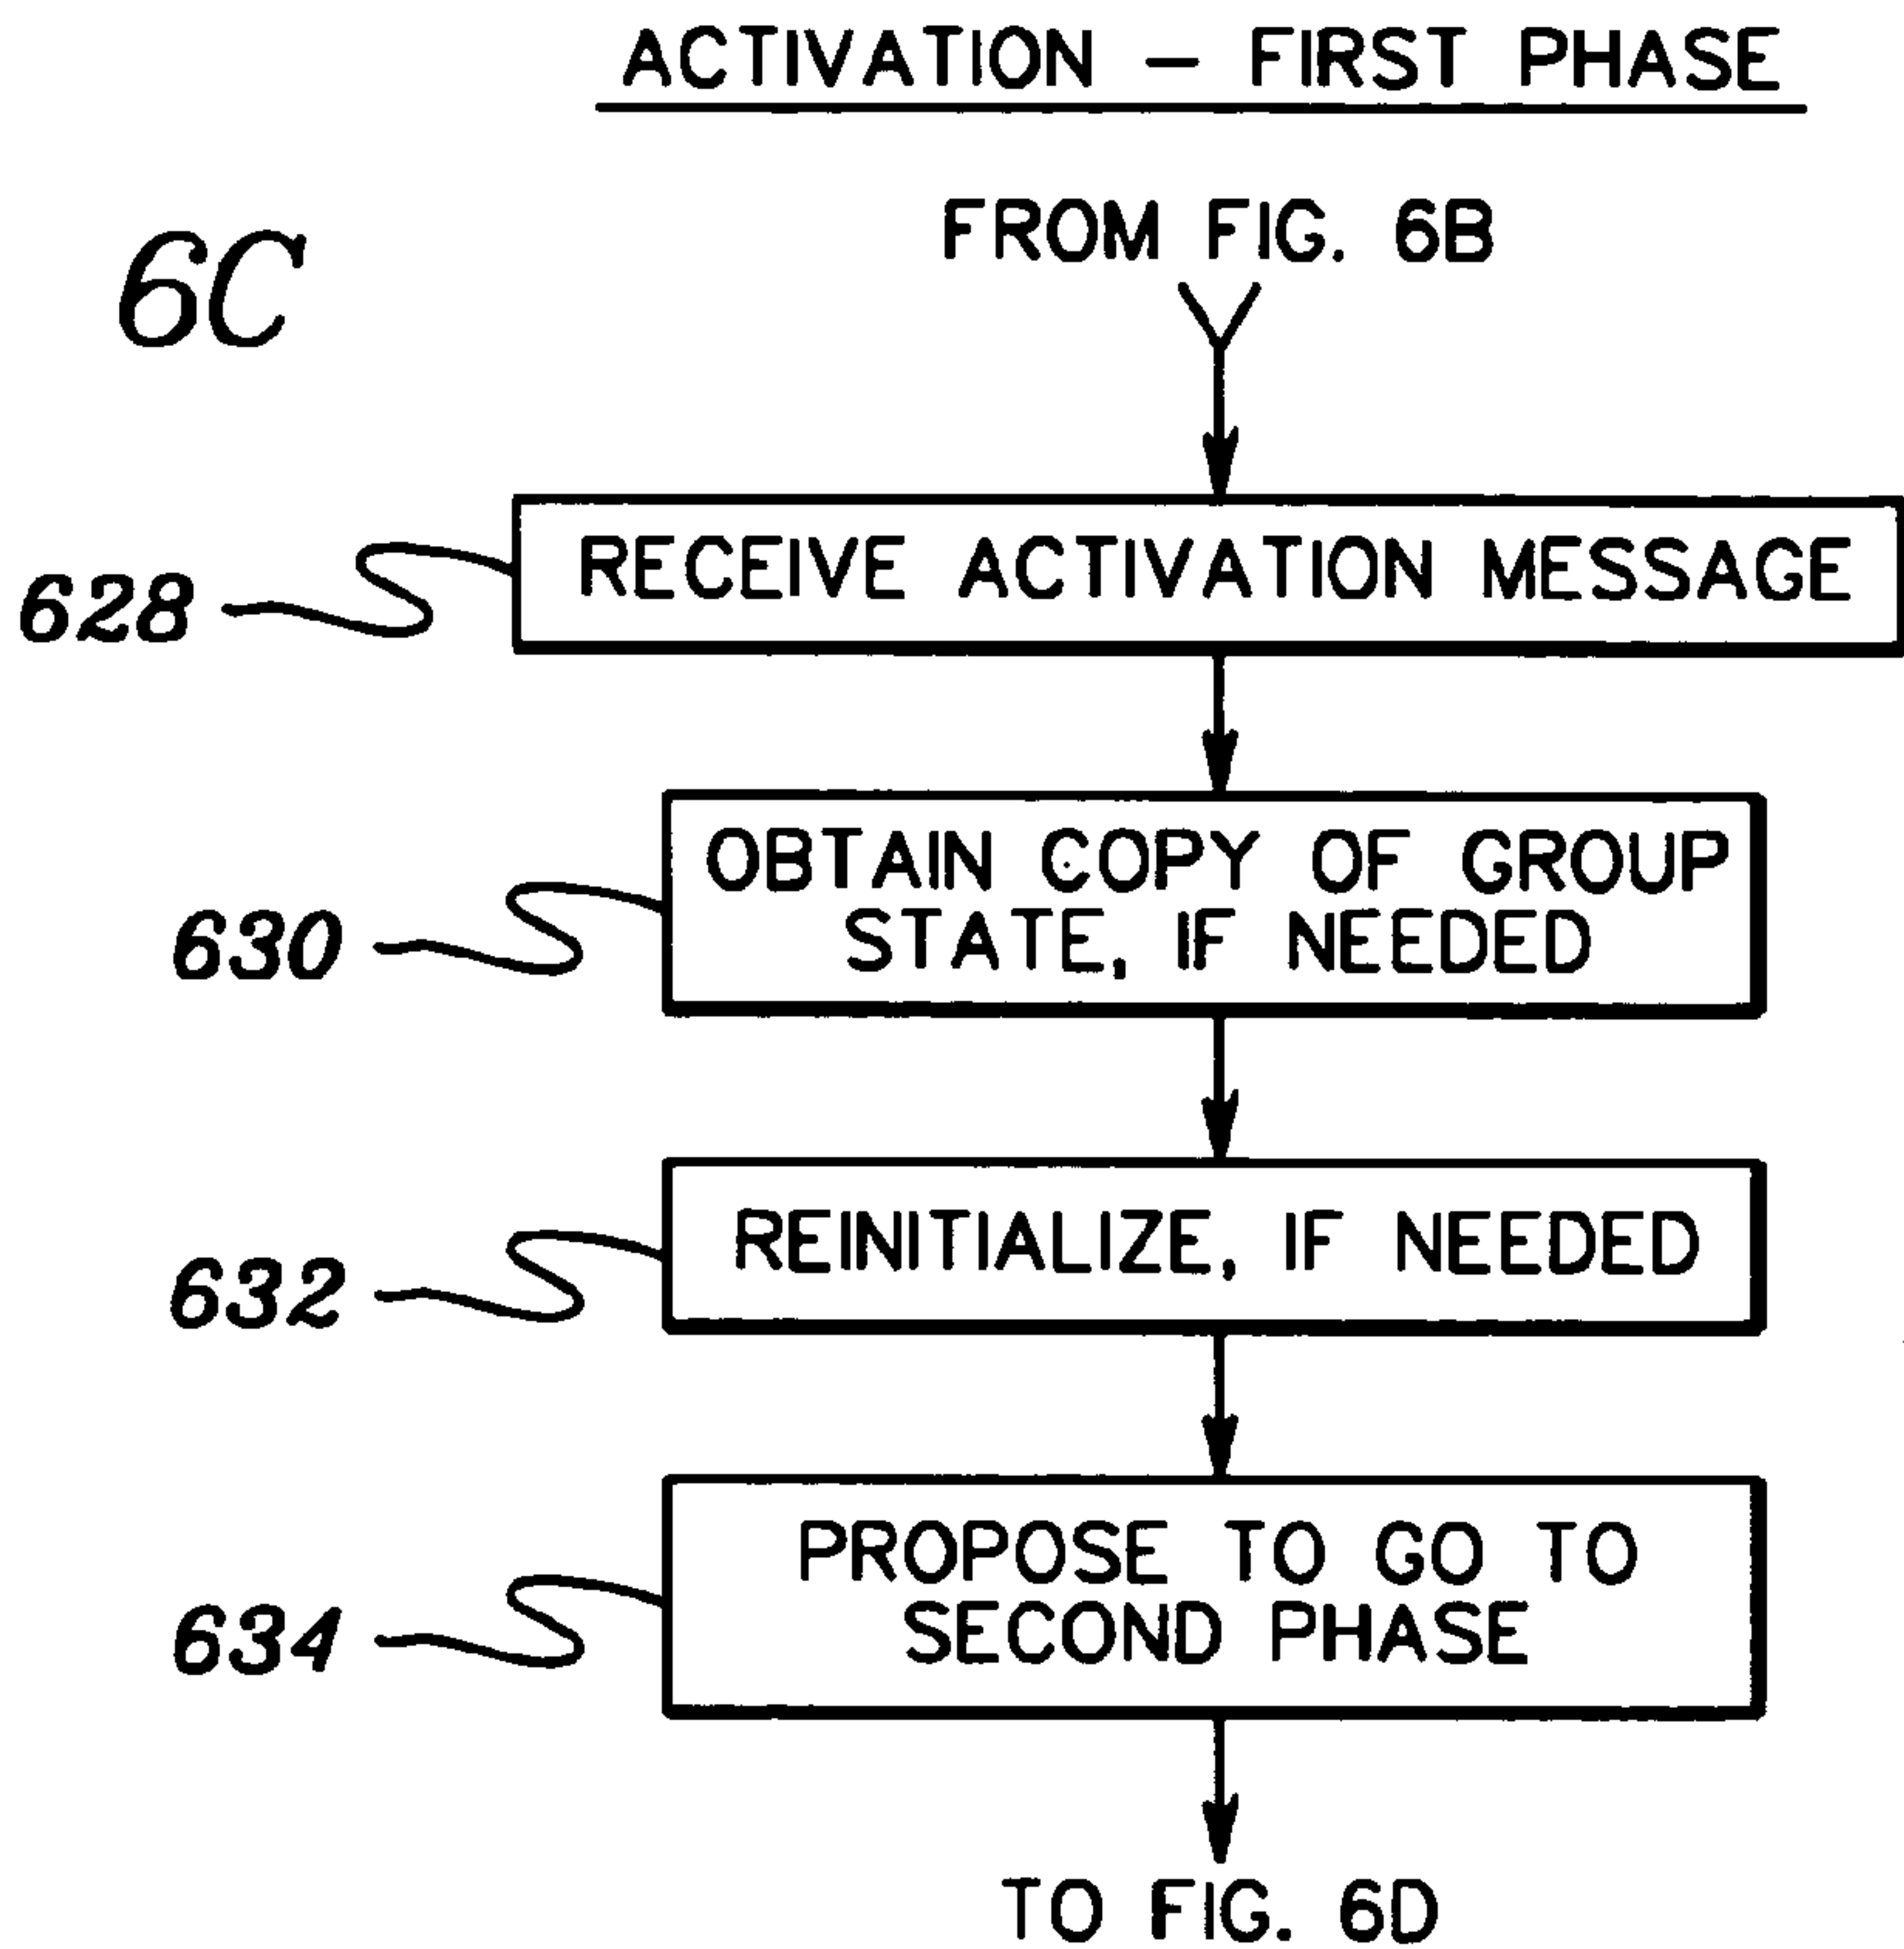 ACTIVATION – FIRST PHASE
6C
FROM FIG. 6B
RECEIVE ACTIVATION MESSAGE
628
OBTAIN COPY OF GROUP
STATE, IF NEEDED
630
REINITIALIZE, IF NEEDED
632
PROPOSE TO GO TO
SECOND PHASE
634
TO FIG. 6D